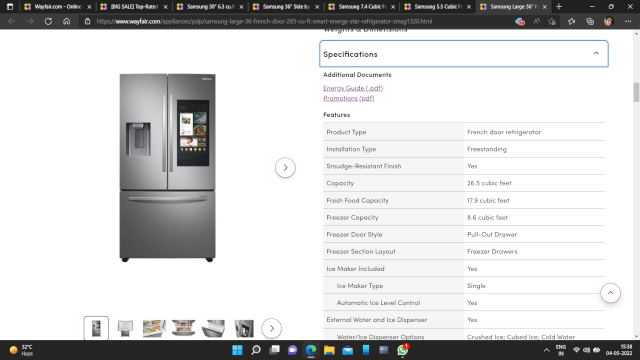 Wayfair.com - Online
[BIG SALE] Top-Rated
Samsung 30" 6.3 cu.f
Samsung 36" Side by
Samsung 7.4 Cubic F
Samsung 5.5 Cubic F
Samsung Large 36" F
https://www.wayfair.com/appliances/pdp/samsung-large-36-french-door-265-cu-ft-smart-energy-star-refrigerator-smsg1320.html
Weights & Dimensions
Specifications
Additional Documents
Energy Guide (.pdf)
Promotions (pdf)
Features
Product Type French door refrigerator
Installation Type Freestanding
Smudge-Resistant Finish Yes
Capacity 26.5 cubic feet
Fresh Food Capacity 17.9 cubic feet
Freezer Capacity 8.6 cubic feet
Freezer Door Style Pull-Out Drawer
Freezer Section Layout Freezer Drawers
Ice Maker Included Yes
Ice Maker Type Single
Automatic Ice Level Control Yes
External Water and Ice Dispenser Yes
Water/Ice Dispenser Options Crushed Ice; Cubed Ice; Cold Water
32°C
Haze
ENG
IN
15:38
04-05-2022